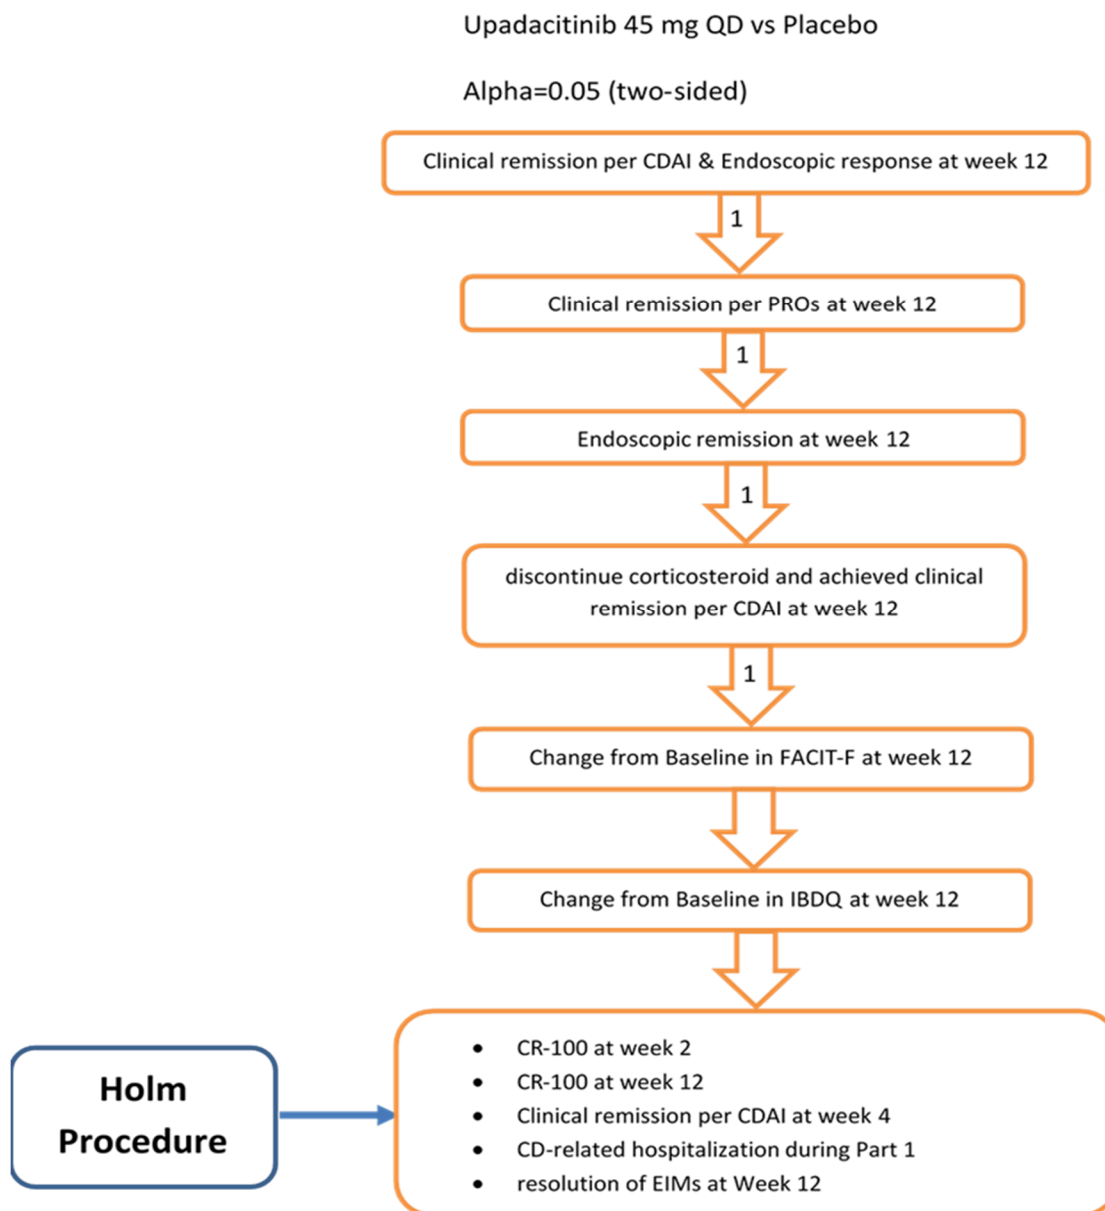 Upadacitinib 45 mg QD vs Placebo
Alpha=0.05 (two-sided)
Clinical remission per CDAI & Endoscopic response at week 12
1
Clinical remission per PROs at week 12
1
Endoscopic remission at week 12
1
discontinue corticosteroid and achieved clinical
remission per CDAI at week 12
1
Change from Baseline in FACIT-F at week 12
Change from Baseline in IBDQ at week 12
Holm
Procedure
• CR-100 at week 2
• CR-100 at week 12
• Clinical remission per CDAI at week 4
• CD-related hospitalization during Part 1
• resolution of EIMs at Week 12